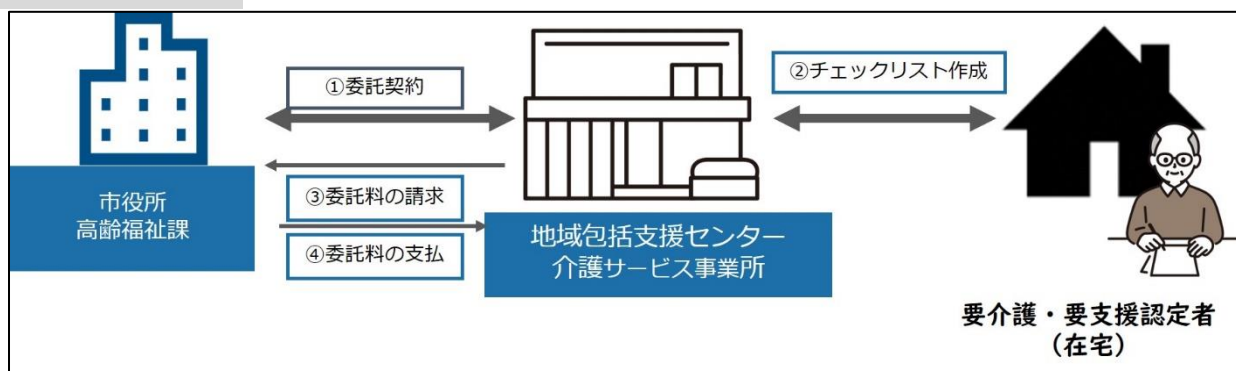 市役所
高齢福祉課
①委託契約
③委託料の請求
④委託料の支払
地域包括支援センター
介護サービス事業所
②チェックリスト作成
要介護・要支援認定者
（在宅）